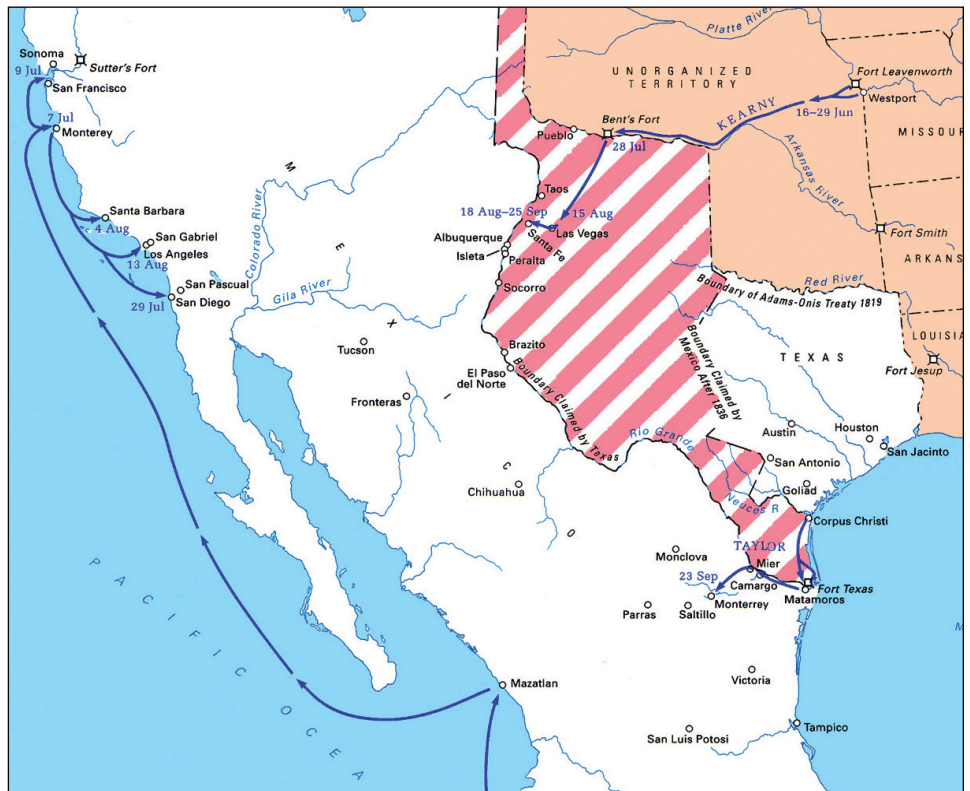 Platte River
Sonoma
Sutter's Fort
9 Jul
San Francisco
UNORGANIZED
TERRITORY
Fort Leavenworth
Westport
16–29 Jun
KEARNY
7 Jul
Monterey
Bent's Fort
Pueblo
28 Jul
MISSOUR
Arkansas River
M E X I C O
Taos
Santa Barbara
4 Aug
18 Aug–25 Sep
15 Aug
Las Vegas
Santa Fe
Fort Smith
Colorado River
San Gabriel
Los Angeles
13 Aug
Albuquerque
Isleta
Peralta
ARKANS
San Pascual
San Diego
29 Jul
Gila River
Socorro
Red River
Boundary of Adams-Onis Treaty 1819
LOUISIA
Tucson
Brazito
El Paso
del Norte
Boundary Claimed by Texas
Boundary Claimed by
Mexico After 1836
TEXAS
Fort Jesup
Fronteras
Rio Grande
Austin
Houston
San Jacinto
San Antonio
Chihuahua
Goliad
Neuces R
Corpus Christi
TAYLOR
Monclova
Mier
23 Sep
Camargo
Fort Texas
Matamoros
Monterrey
Parras
Saltillo
PACIFIC OCEA
Mazatlan
Victoria
Tampico
San Luis Potosi
M